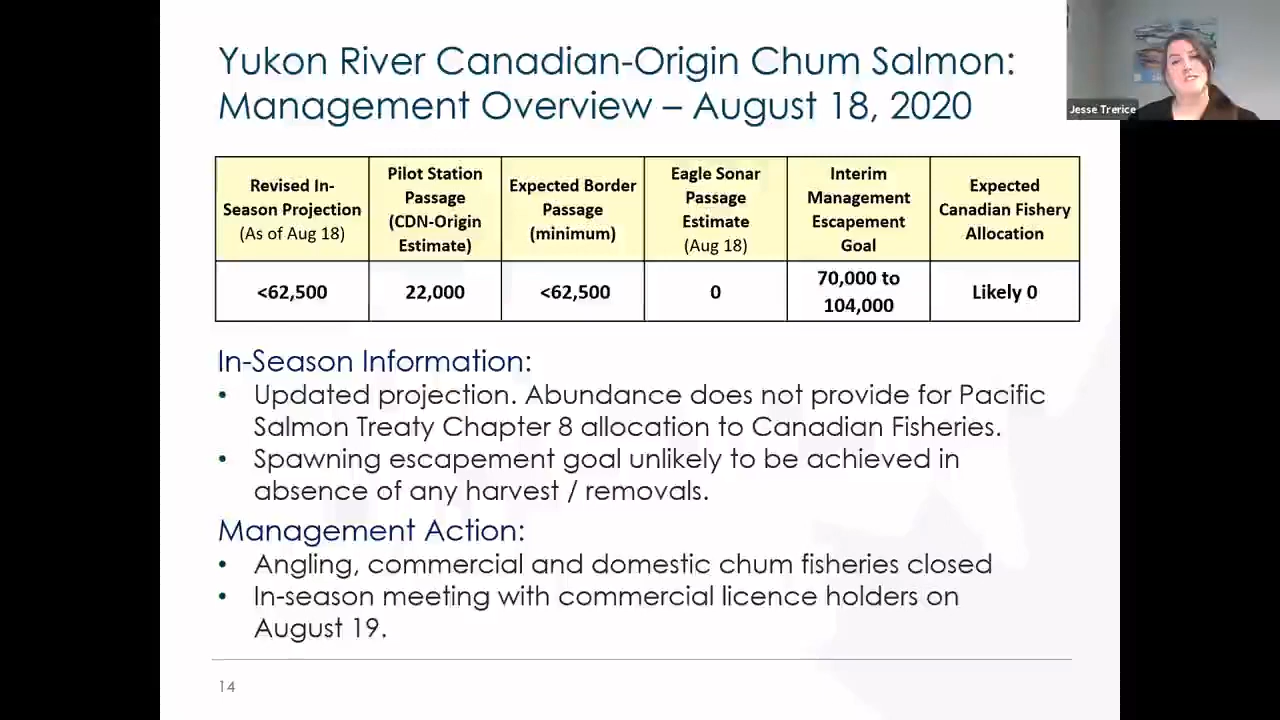 Yukon River Canadian-Origin Chum Salmon:
Management Overview – August 18, 2020
Jesse Trerice
Revised In-
Season Projection
(As of Aug 18)
Pilot Station
Passage
(CDN-Origin
Estimate)
Expected Border
Passage
(minimum)
Eagle Sonar
Passage
Estimate
(Aug 18)
Interim
Management
Escapement
Goal
Expected
Canadian Fishery
Allocation
<62,500
22,000
<62,500
0
70,000 to
104,000
Likely 0
In-Season Information:
• Updated projection. Abundance does not provide for Pacific
Salmon Treaty Chapter 8 allocation to Canadian Fisheries.
• Spawning escapement goal unlikely to be achieved in
absence of any harvest / removals.
Management Action:
• Angling, commercial and domestic chum fisheries closed
• In-season meeting with commercial licence holders on
August 19.
14